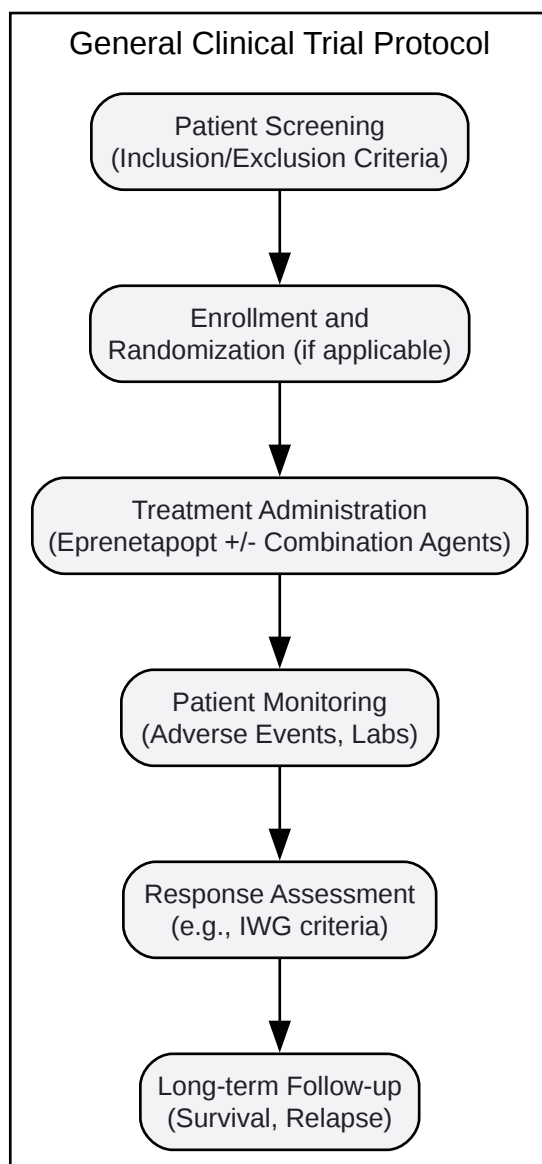 General Clinical Trial Protocol
Patient Screening
(Inclusion/Exclusion Criteria)
Enrollment and
Randomization (if applicable)
Treatment Administration
(Eprenetapopt +/- Combination Agents)
Patient Monitoring
(Adverse Events, Labs)
Response Assessment
(e.g., IWG criteria)
Long-term Follow-up
(Survival, Relapse)